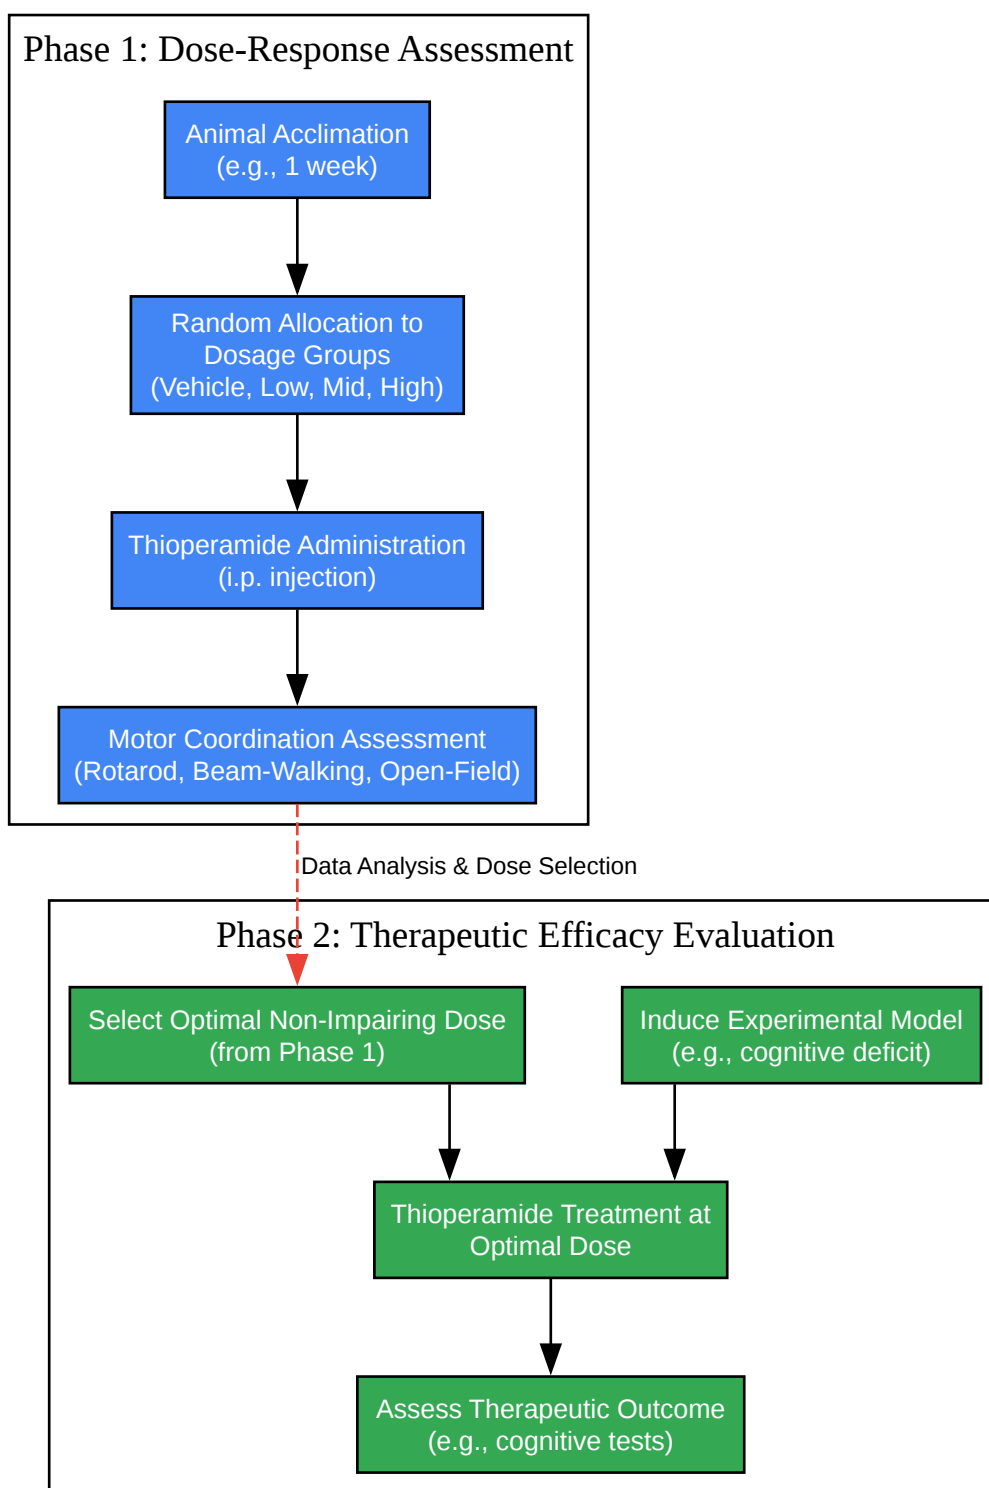 Phase 1: Dose-Response Assessment
Animal Acclimation
(e.g., 1 week)
Random Allocation to
Dosage Groups
(Vehicle, Low, Mid, High)
Thioperamide Administration
(i.p. injection)
Motor Coordination Assessment
(Rotarod, Beam-Walking, Open-Field)
Data Analysis & Dose Selection
Phase 2: Therapeutic Efficacy Evaluation
Select Optimal Non-Impairing Dose
(from Phase 1)
Induce Experimental Model
(e.g., cognitive deficit)
Thioperamide Treatment at
Optimal Dose
Assess Therapeutic Outcome
(e.g., cognitive tests)